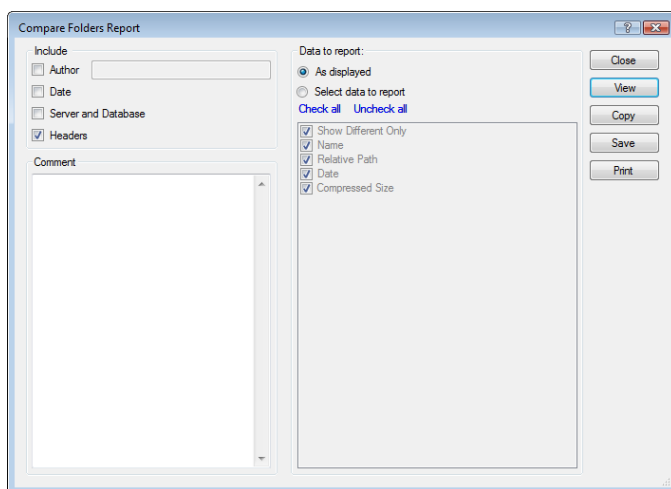 Compare Folders Report
Include
Author
Date
Server and Database
Headers
Comment
Data to report:
As displayed
Select data to report
Check all Uncheck all
Show Different Only
Name
Relative Path
Date
Compressed Size
Close
View
Copy
Save
Print